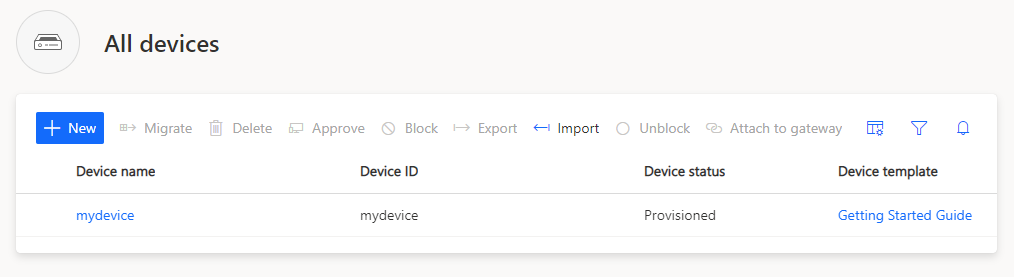 All devices
New Migrate Delete Approve Block Export Import Unblock Attach to gateway
Device name Device ID Device status Device template
mydevice mydevice Provisioned Getting Started Guide